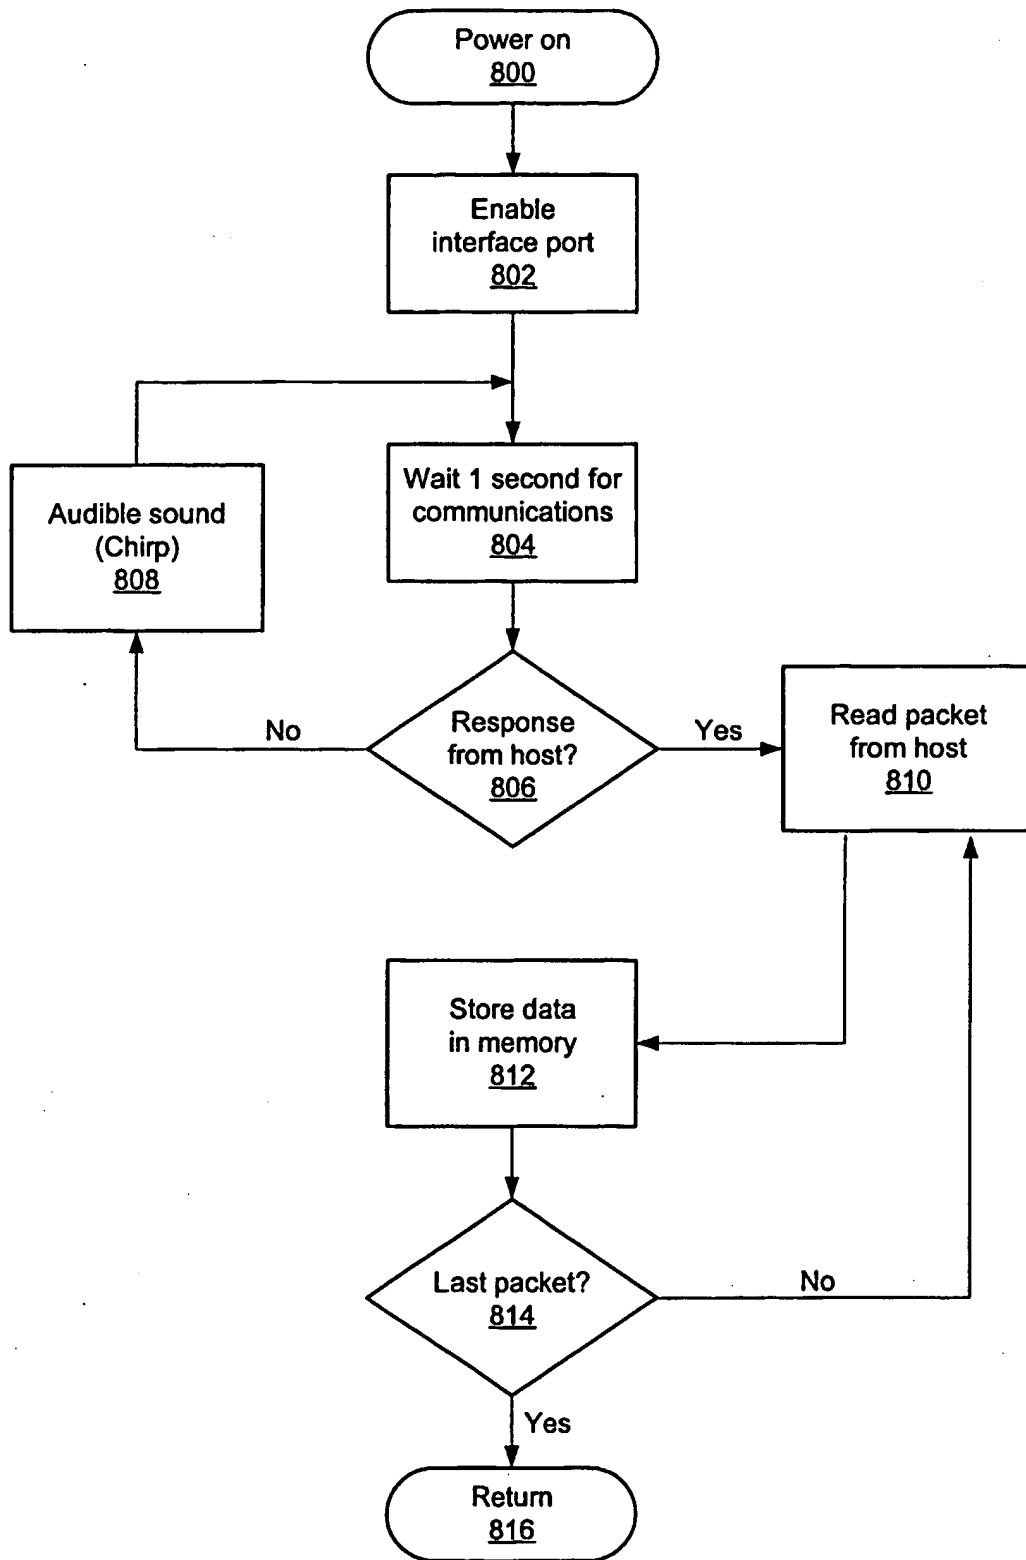 Power on
800
Enable
interface port
802
Wait 1 second for
communications
804
Audible sound
(Chirp)
808
Response
from host?
806
No
Yes
Read packet
from host
810
Store data
in memory
812
Last packet?
814
No
Yes
Return
816